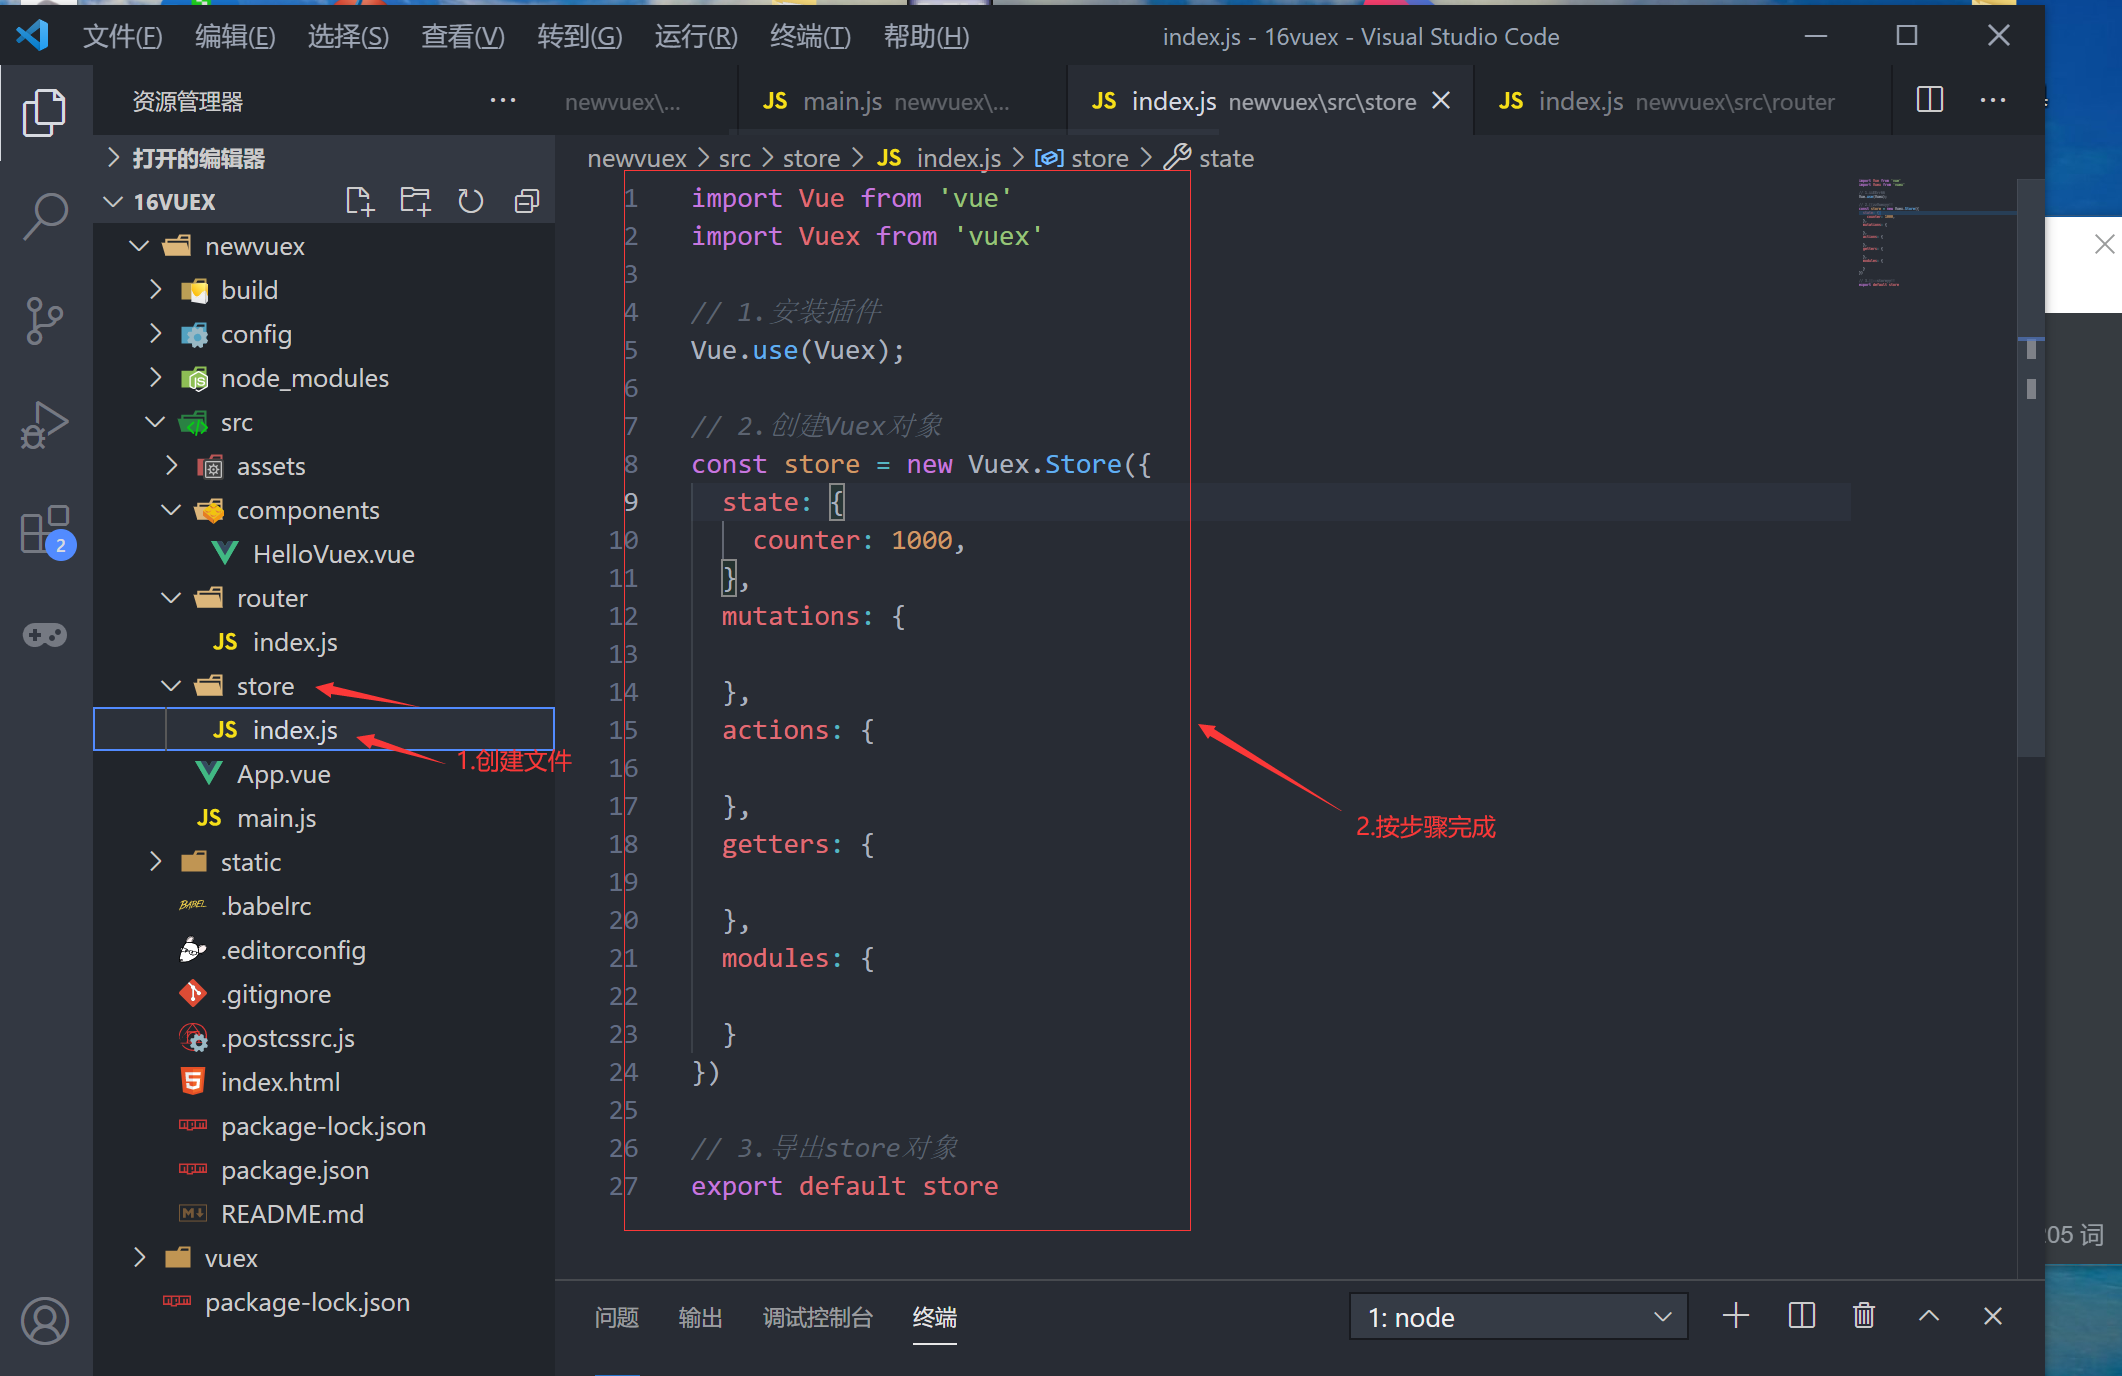 文件(F) 编辑(E) 选择(S) 查看(V) 转到(G) 运行(R) 终端(T) 帮助(H) index.js - 16vuex - Visual Studio Code
资源管理器 ··· newvuex\... JS main.js newvuex\... JS index.js newvuex\src\store JS index.js newvuex\src\router ···
打开的编辑器
16VUEX
newvuex
build
config
node_modules
src
assets
components
HelloVuex.vue
router
JS index.js
store
JS index.js
1.创建文件
App.vue
JS main.js
static
BABEL .babelrc
.editorconfig
.gitignore
.postcssrc.js
index.html
package-lock.json
package.json
README.md
vuex
package-lock.json
2
newvuex > src > store > JS index.js > store > state
1 import Vue from 'vue'
2 import Vuex from 'vuex'
3
4 // 1.安装插件
5 Vue.use(Vuex);
6
7 // 2.创建Vuex对象
8 const store = new Vuex.Store({
9 state: {
10 counter: 1000,
11 },
12 mutations: {
13
14 },
15 actions: {
16
17 },
18 getters: {
19
20 },
21 modules: {
22
23 }
24 })
25
26 // 3.导出store对象
27 export default store
2.按步骤完成
问题 输出 调试控制台 终端 1: node
05 词